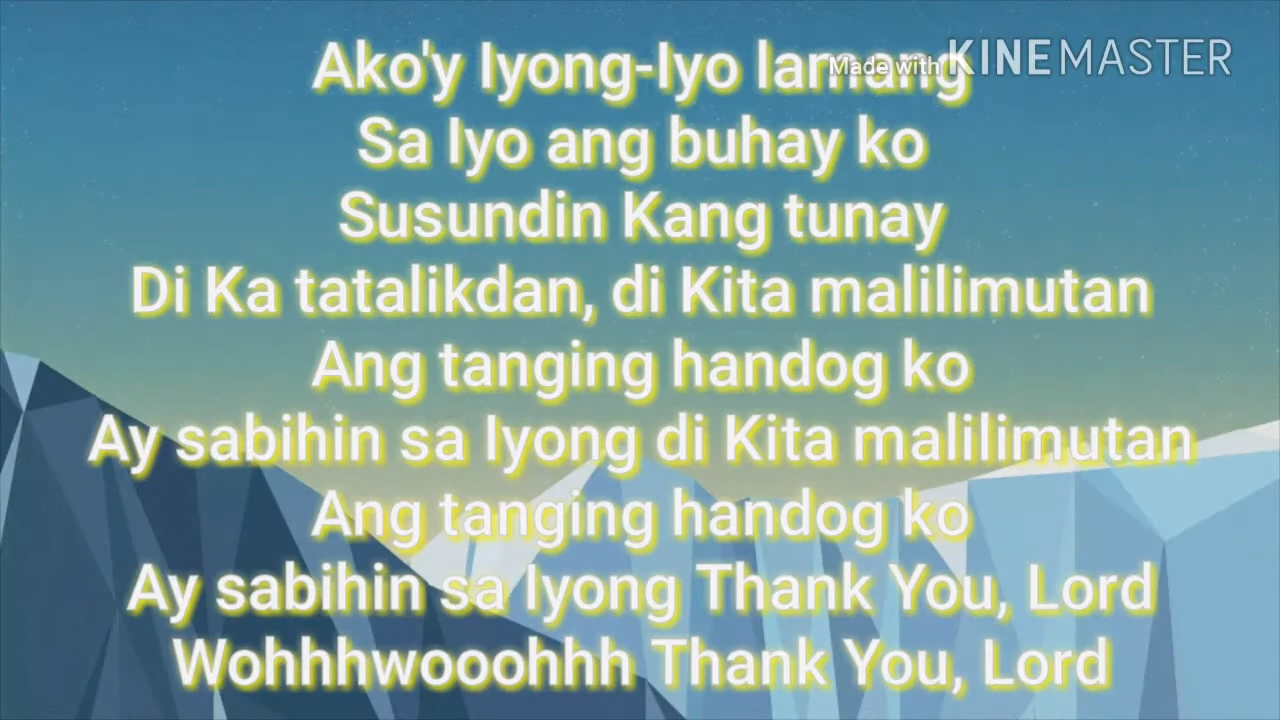 Made with KINEMASTER
Ako'y Iyong-Iyo lamang
Sa Iyo ang buhay ko
Susundin Kang tunay
Di Ka tatalikdan, di Kita malilimutan
Ang tanging handog ko
Ay sabihin sa Iyong di Kita malilimutan
Ang tanging handog ko
Ay sabihin sa Iyong Thank You, Lord
Wohhhwooohhh Thank You, Lord